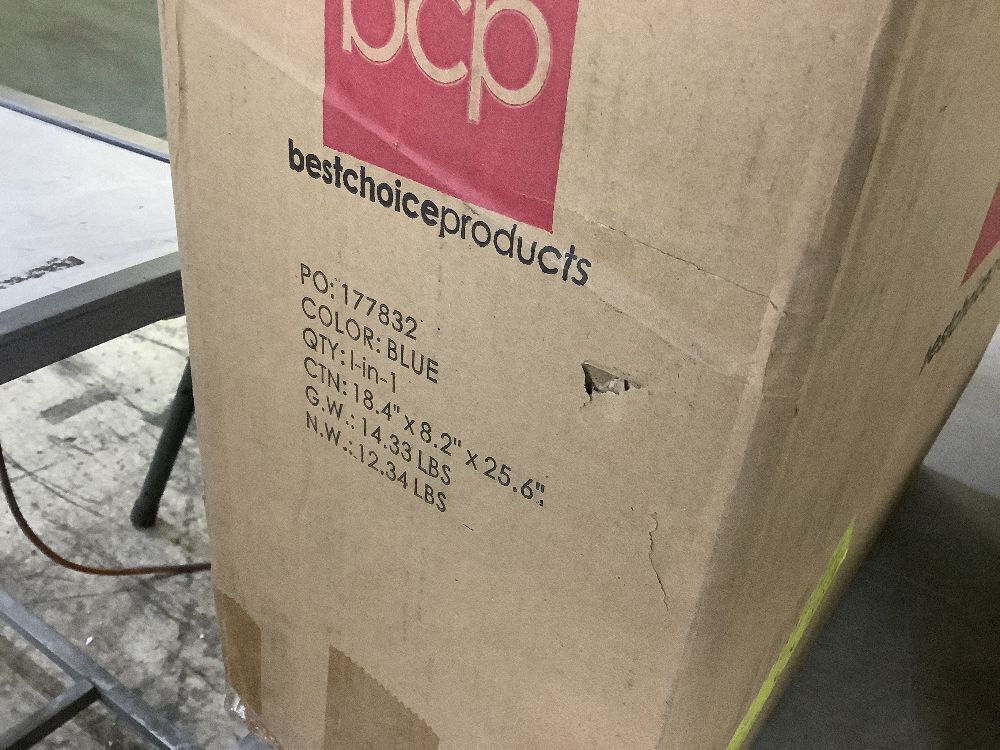 bcp
bestchoiceproducts
PO: 177832
COLOR: BLUE
QTY: 1-in-1
CTN: 18.4" x 8.2" x 25.6"
G.W.: 14.33 LBS
N.W.: 12.34 LBS